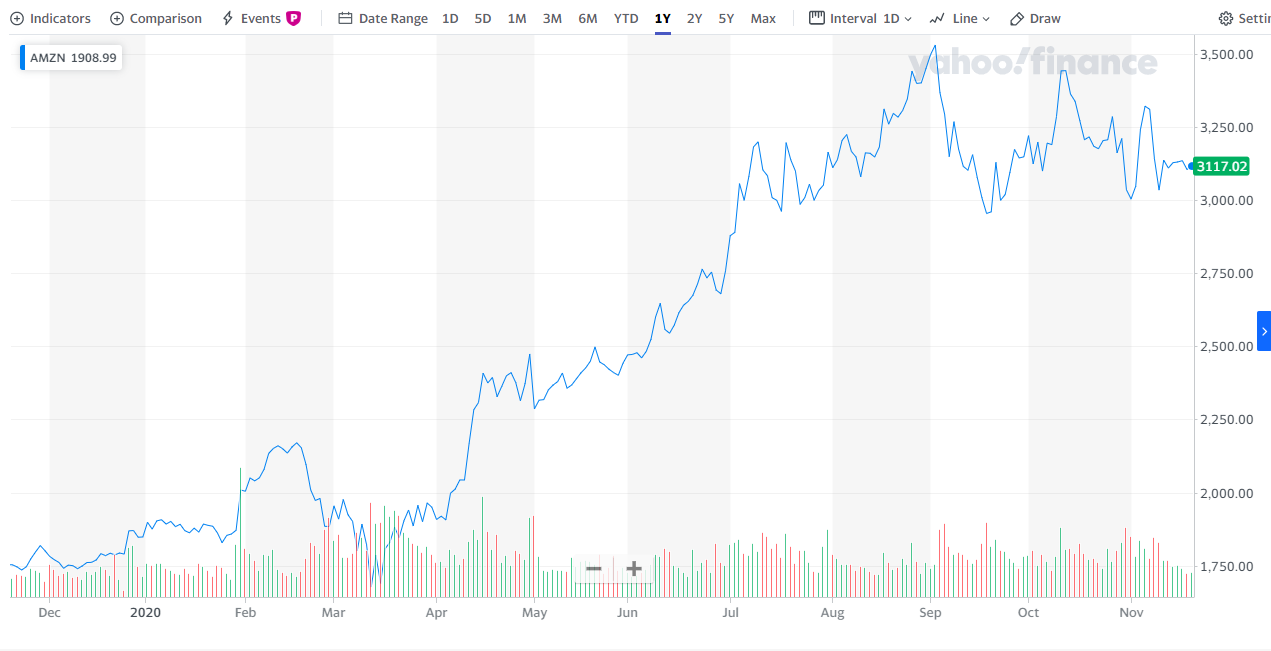 Indicators Comparison Events P Date Range 1D 5D 1M 3M 6M YTD 1Y 2Y 5Y Max Interval 1D Line Draw Setti
AMZN 1908.99
yahoo!finance
3,500.00
3,250.00
3117.02
3,000.00
2,750.00
2,500.00
2,250.00
2,000.00
1,750.00
Dec 2020 Feb Mar Apr May Jun Jul Aug Sep Oct Nov